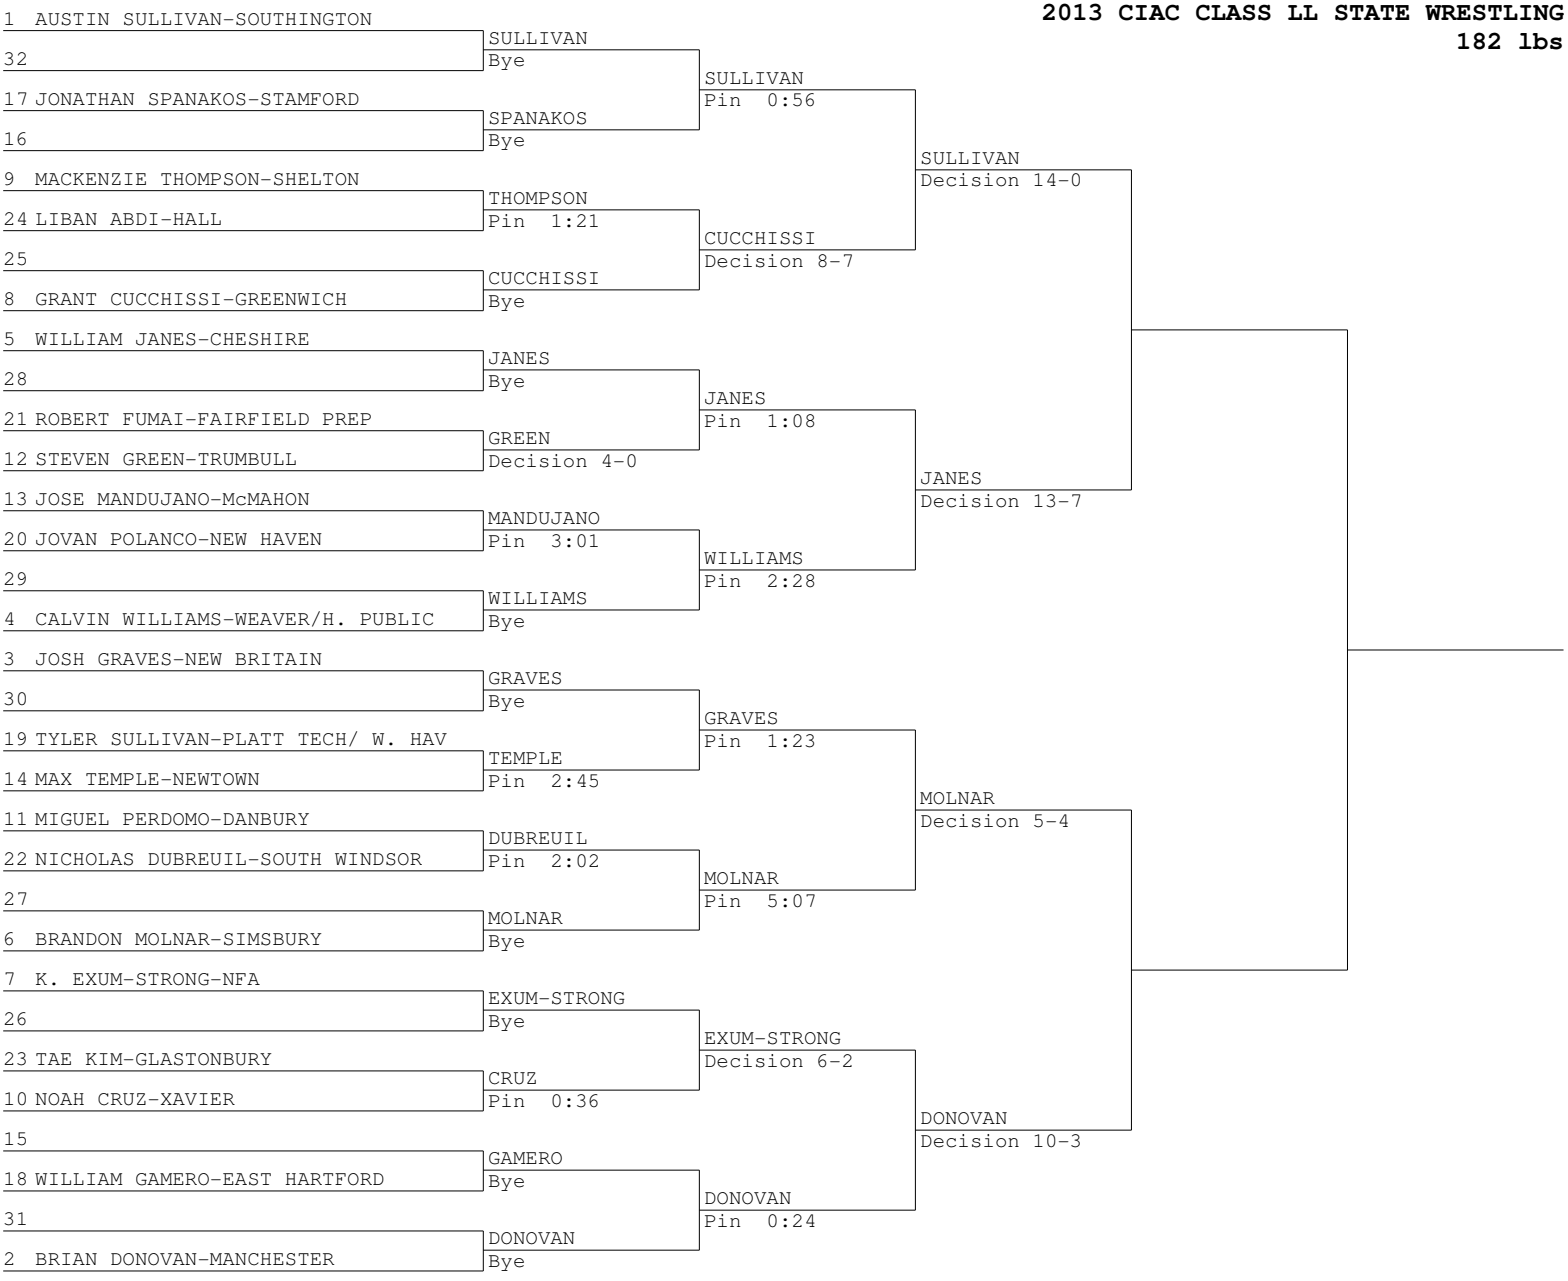 2013 CIAC CLASS LL STATE WRESTLING
182 lbs
1 AUSTIN SULLIVAN-SOUTHINGTON
32
17 JONATHAN SPANAKOS-STAMFORD
16
9 MACKENZIE THOMPSON-SHELTON
24 LIBAN ABDI-HALL
25
8 GRANT CUCCHISSI-GREENWICH
5 WILLIAM JANES-CHESHIRE
28
21 ROBERT FUMAI-FAIRFIELD PREP
12 STEVEN GREEN-TRUMBULL
13 JOSE MANDUJANO-McMAHON
20 JOVAN POLANCO-NEW HAVEN
29
4 CALVIN WILLIAMS-WEAVER/H. PUBLIC
3 JOSH GRAVES-NEW BRITAIN
30
19 TYLER SULLIVAN-PLATT TECH/ W. HAV
14 MAX TEMPLE-NEWTOWN
11 MIGUEL PERDOMO-DANBURY
22 NICHOLAS DUBREUIL-SOUTH WINDSOR
27
6 BRANDON MOLNAR-SIMSBURY
7 K. EXUM-STRONG-NFA
26
23 TAE KIM-GLASTONBURY
10 NOAH CRUZ-XAVIER
15
18 WILLIAM GAMERO-EAST HARTFORD
31
2 BRIAN DONOVAN-MANCHESTER
SULLIVAN
Bye
SPANAKOS
Bye
THOMPSON
Pin 1:21
CUCCHISSI
Bye
JANES
Bye
GREEN
Decision 4-0
MANDUJANO
Pin 3:01
WILLIAMS
Bye
GRAVES
Bye
TEMPLE
Pin 2:45
DUBREUIL
Pin 2:02
MOLNAR
Bye
EXUM-STRONG
Bye
CRUZ
Pin 0:36
GAMERO
Bye
DONOVAN
Bye
SULLIVAN
Pin 0:56
CUCCHISSI
Decision 8-7
JANES
Pin 1:08
WILLIAMS
Pin 2:28
GRAVES
Pin 1:23
MOLNAR
Pin 5:07
EXUM-STRONG
Decision 6-2
DONOVAN
Pin 0:24
SULLIVAN
Decision 14-0
JANES
Decision 13-7
MOLNAR
Decision 5-4
DONOVAN
Decision 10-3